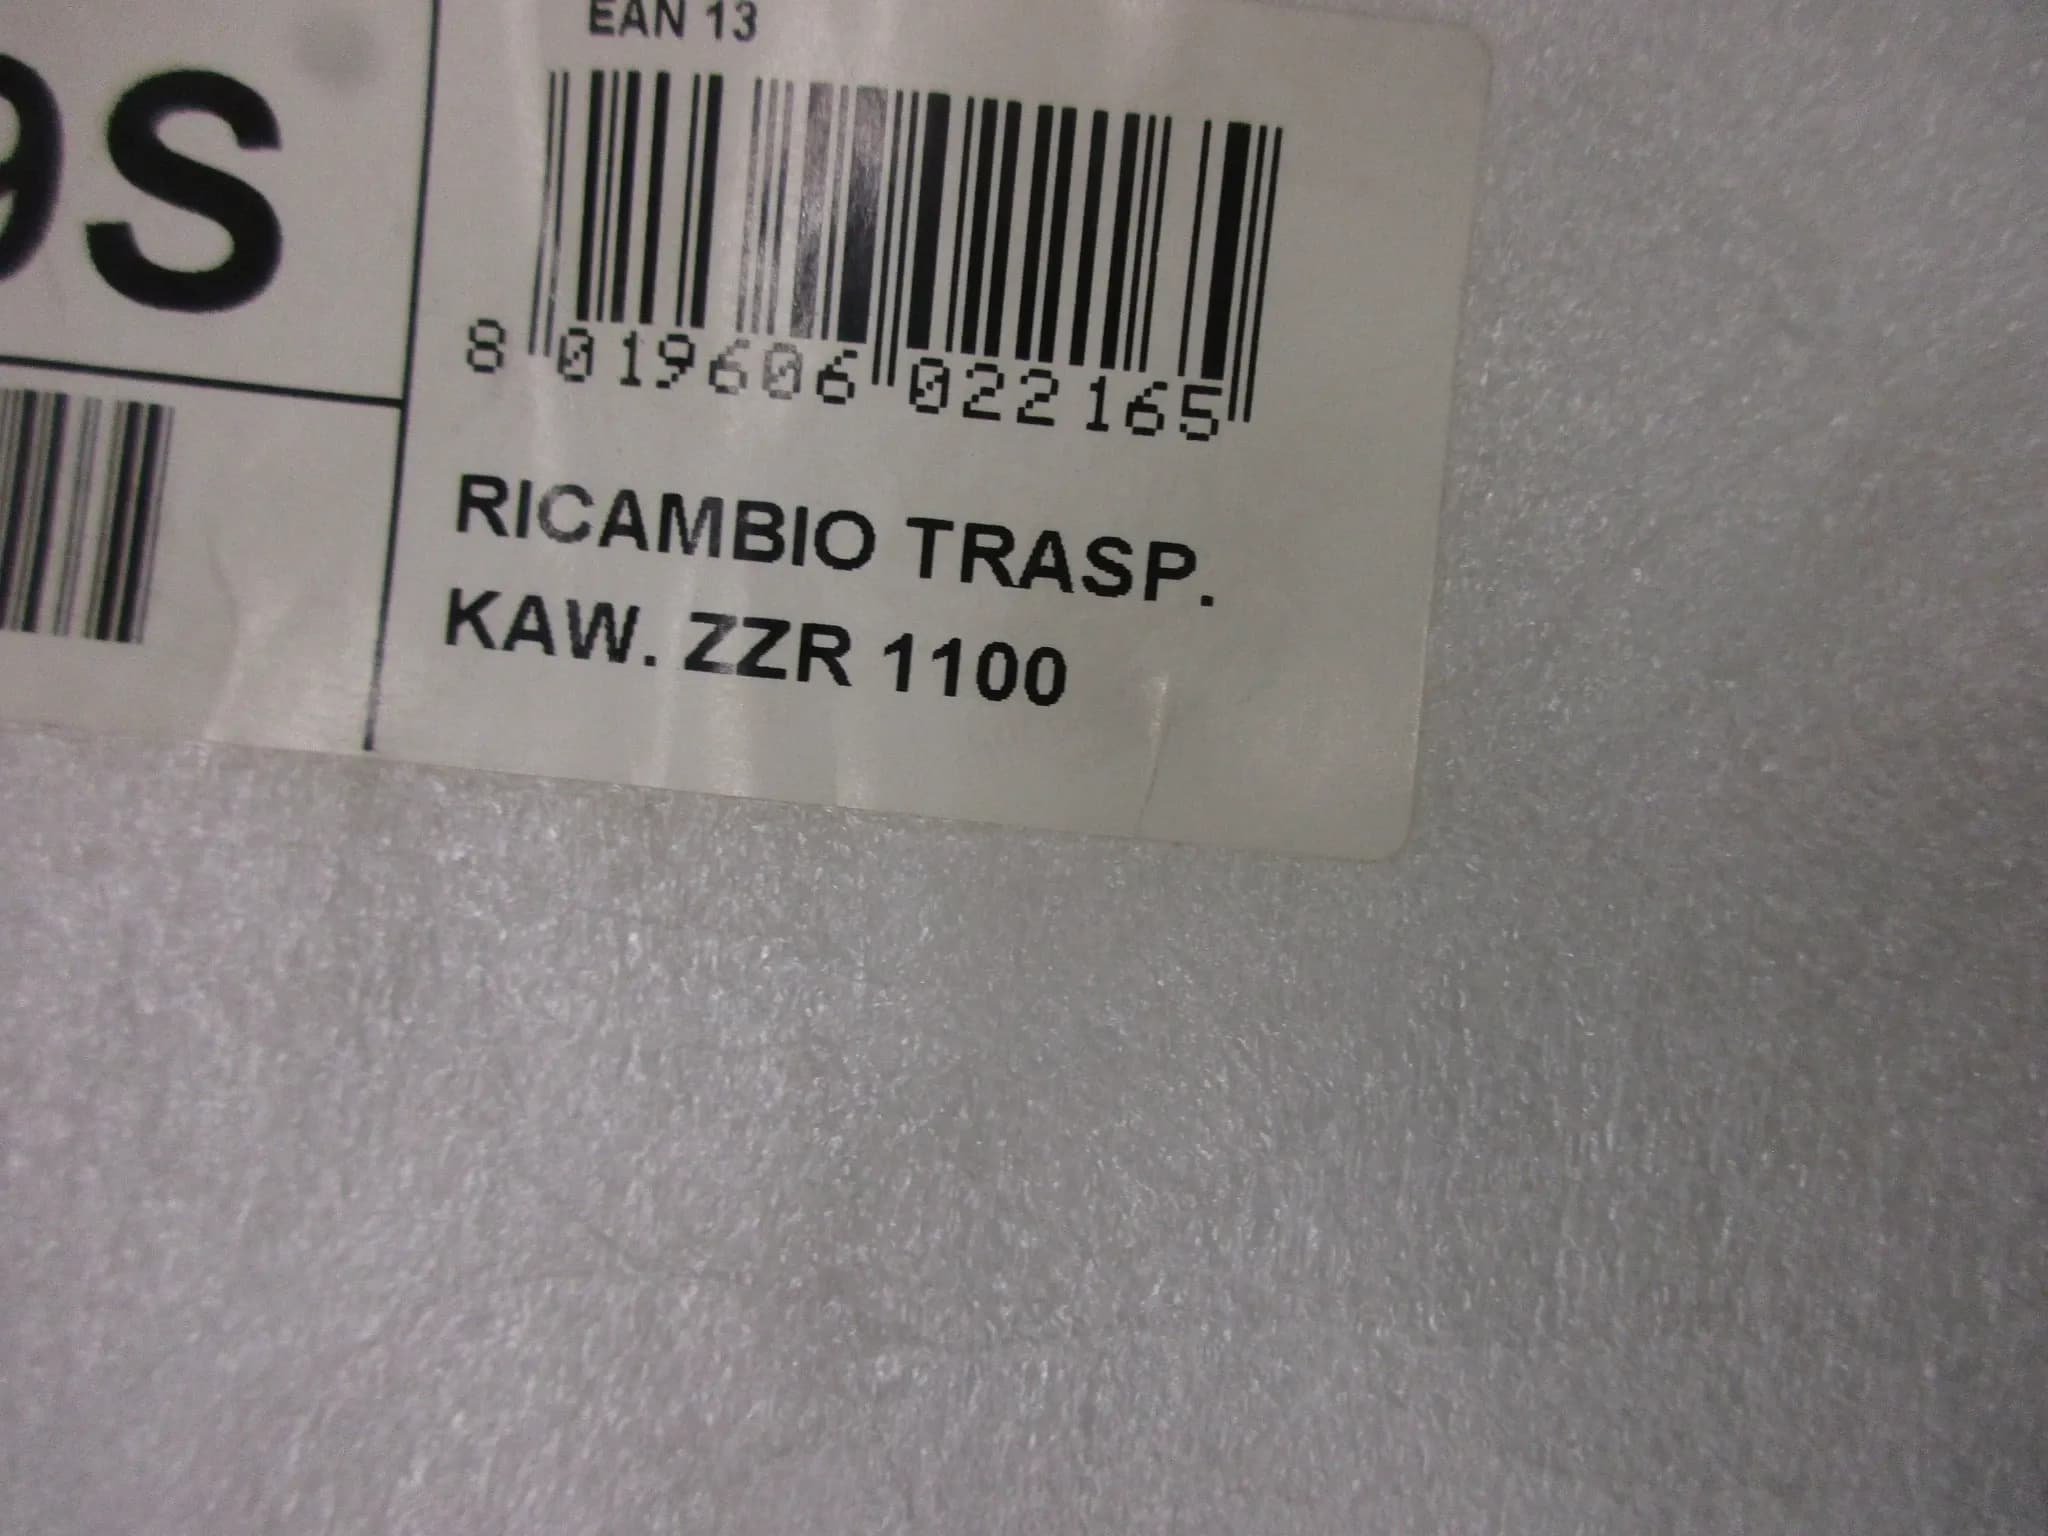 EAN 13
9S
8 019606 022165
RICAMBIO TRASP.
KAW. ZZR 1100